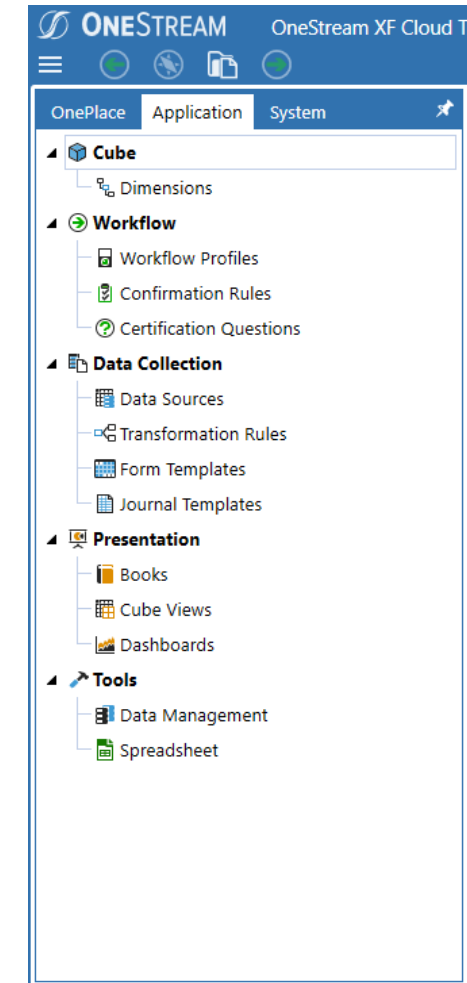 ONESTREAM OneStream XF Cloud T
OnePlace Application System
Cube
Dimensions
Workflow
Workflow Profiles
Confirmation Rules
Certification Questions
Data Collection
Data Sources
Transformation Rules
Form Templates
Journal Templates
Presentation
Books
Cube Views
Dashboards
Tools
Data Management
Spreadsheet